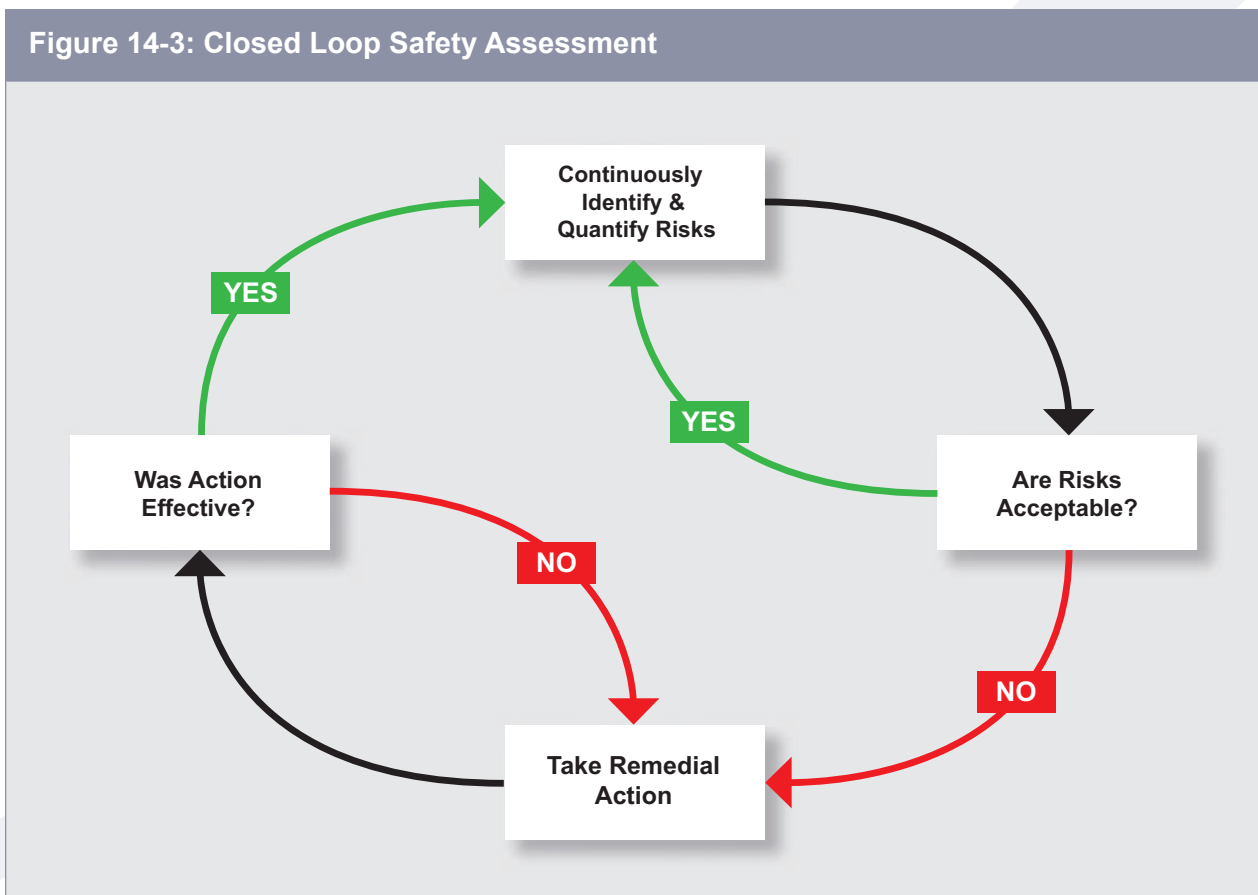 Figure 14-3: Closed Loop Safety Assessment
Continuously
Identify &
Quantify Risks
YES
YES
Was Action
Effective?
Are Risks
Acceptable?
NO
NO
Take Remedial
Action